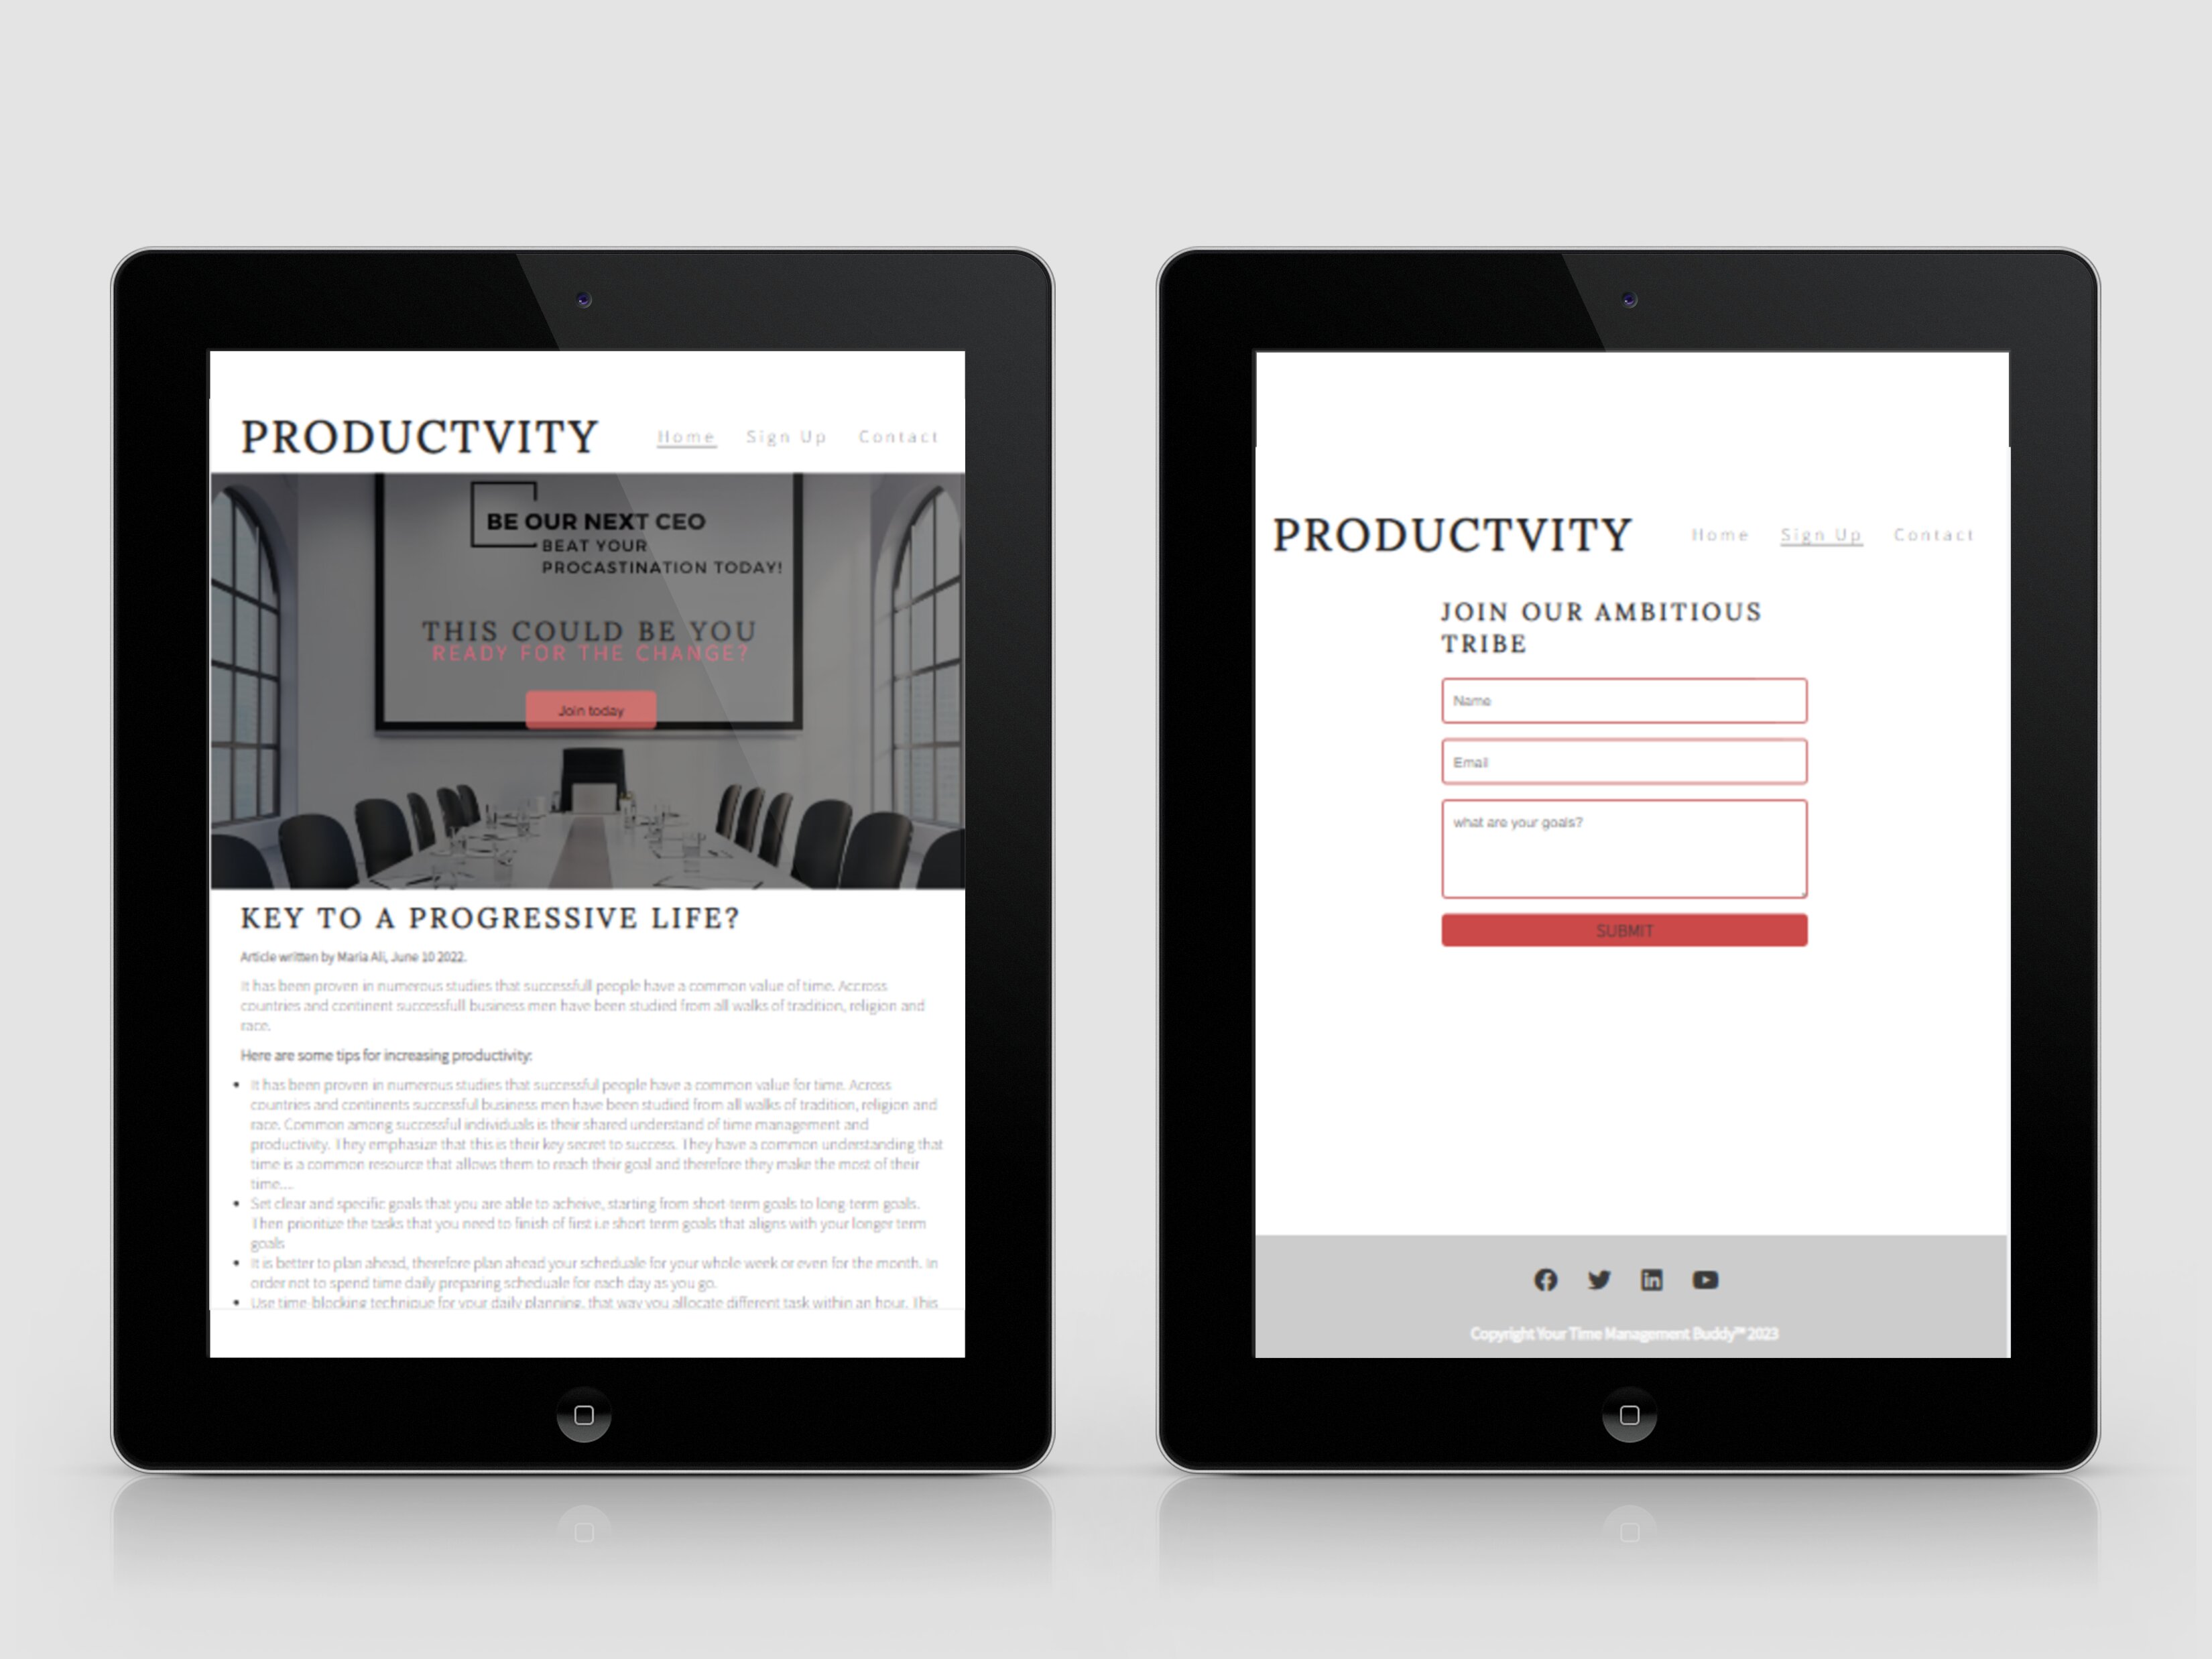 PRODUCTVITY
Home Sign Up Contact
BE OUR NEXT CEO
BEAT YOUR
PROCASTINATION TODAY!
THIS COULD BE YOU
READY FOR THE CHANGE?
Join today
KEY TO A PROGRESSIVE LIFE?
Article written by Maria Ali, June 10 2022.
It has been proven in numerous studies that successfull people have a common value of time. Accross
countries and continent successfull business men have been studied from all walks of tradition, religion and
race.
Here are some tips for increasing productivity:
It has been proven in numerous studies that successful people have a common value for time. Across
countries and continents successful business men have been studied from all walks of tradition, religion and
race. Common among successful individuals is their shared understand of time management and
productivity. They emphasize that this is their key secret to success. They have a common understanding that
time is a common resource that allows them to reach their goal and therefore they make the most of their
time....
Set clear and specific goals that you are able to acheive, starting from short-term goals to long-term goals.
Then prioritize the tasks that you need to finish of first i.e short term goals that aligns with your longer term
goals
It is better to plan ahead, therefore plan ahead your scheduale for your whole week or even for the month. In
order not to spend time daily preparing scheduale for each day as you go.
Use time-blocking technique for your daily planning, that way you allocate different task within an hour. This
PRODUCTVITY
Home Sign Up Contact
JOIN OUR AMBITIOUS
TRIBE
Name
Email
what are your goals?
SUBMIT
Copyright Your Time Management Buddy™ 2023